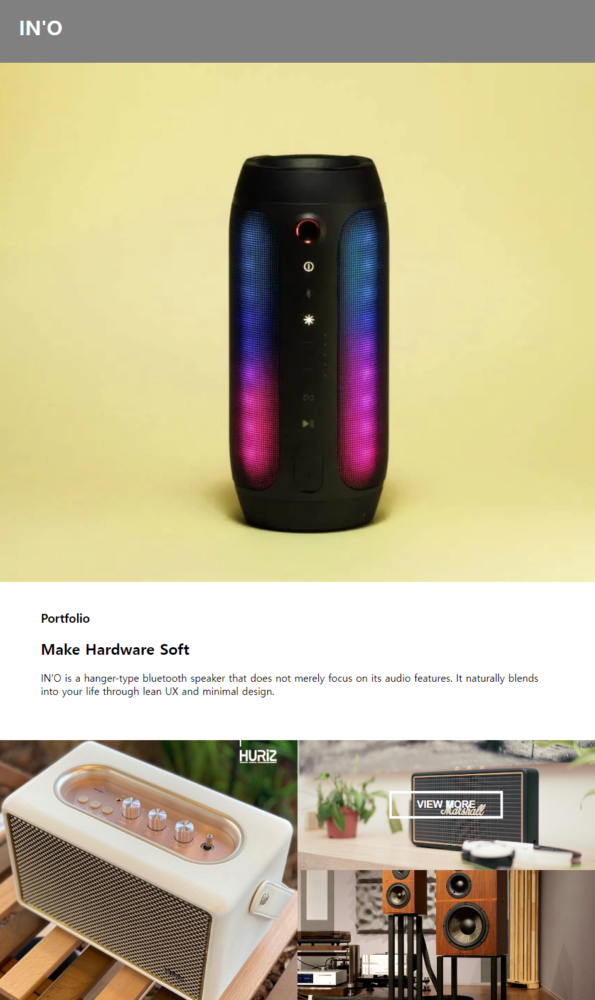 IN'O
Portfolio
Make Hardware Soft
IN'O is a hanger-type bluetooth speaker that does not merely focus on its audio features. It naturally blends
into your life through lean UX and minimal design.
HURIZ
VIEW MORE
Marshall